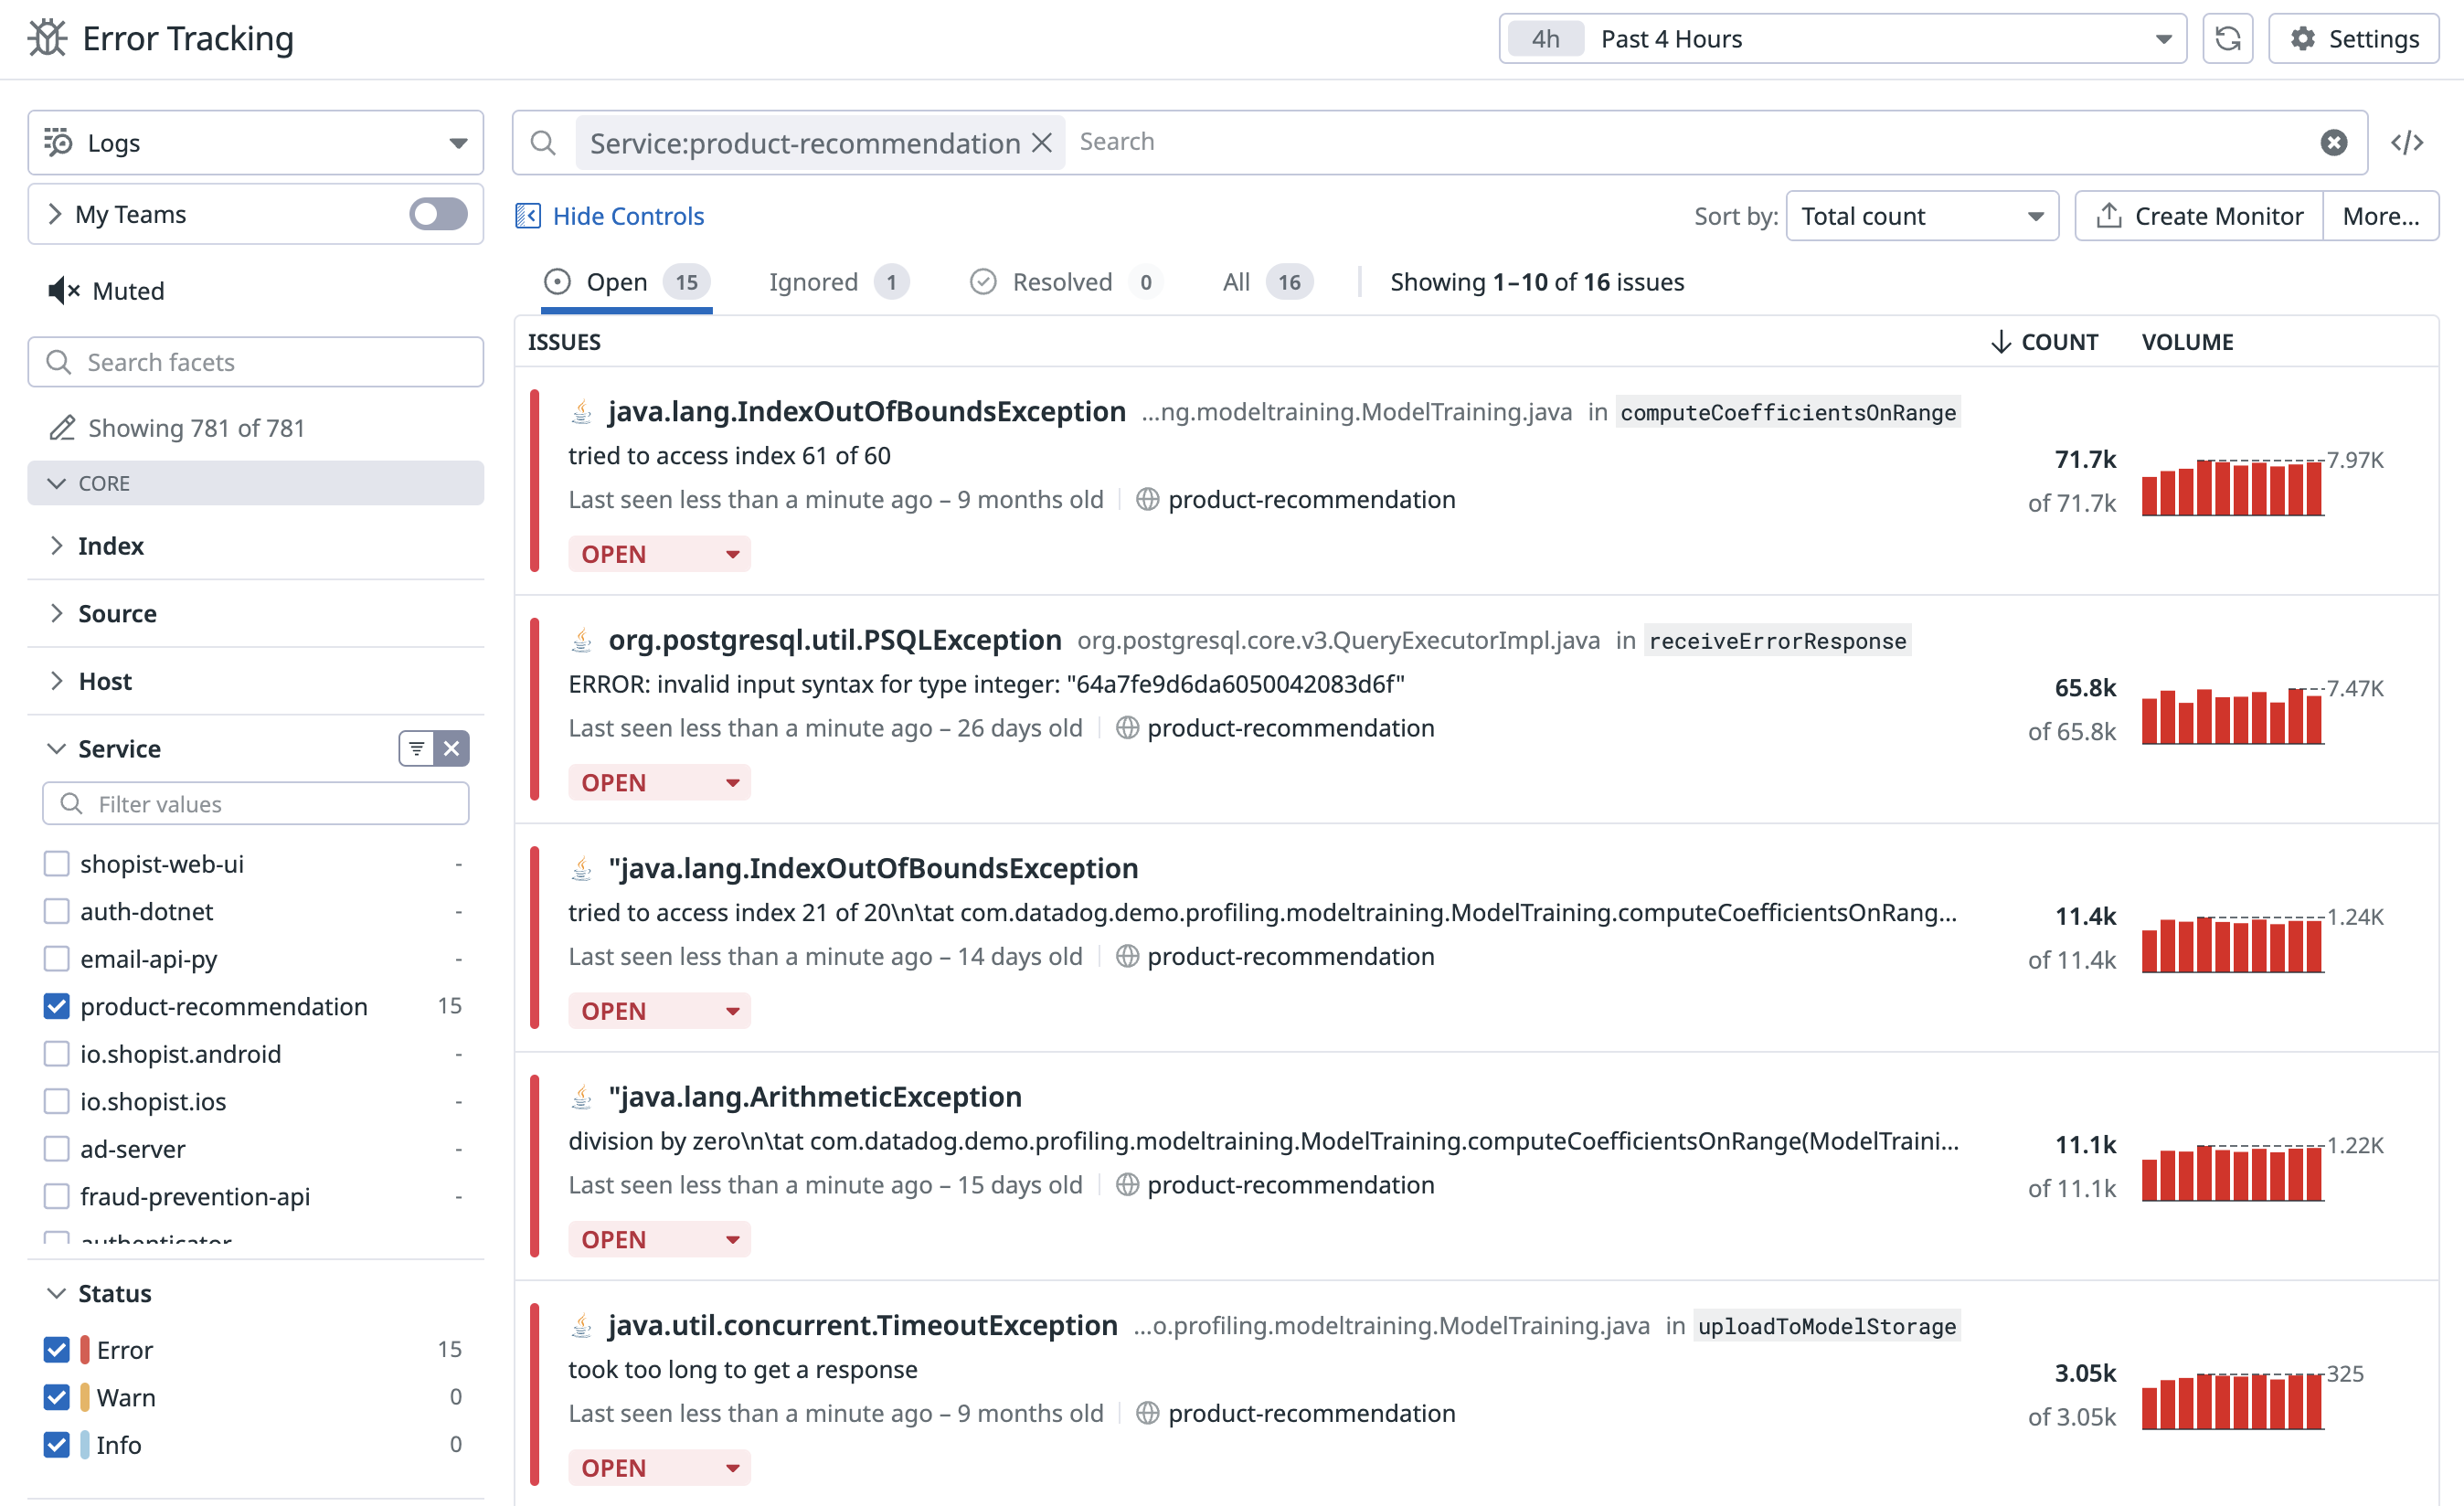 Error Tracking
4h Past 4 Hours
Settings
Logs
Service:product-recommendation Search
</>
My Teams
Hide Controls
Sort by: Total count
Create Monitor
More...
Muted
Open 15
Ignored 1
Resolved 0
All 16
Showing 1–10 of 16 issues
Search facets
Showing 781 of 781
CORE
Index
Source
Host
Service
Filter values
shopist-web-ui -
auth-dotnet -
email-api-py -
product-recommendation 15
io.shopist.android -
io.shopist.ios -
ad-server -
fraud-prevention-api -
authenticator
Status
Error 15
Warn 0
Info 0
ISSUES
COUNT
VOLUME
java.lang.IndexOutOfBoundsException ...ng.modeltraining.ModelTraining.java in computeCoefficientsOnRange
tried to access index 61 of 60
71.7k
7.97K
Last seen less than a minute ago – 9 months old product-recommendation
of 71.7k
OPEN
org.postgresql.util.PSQLException org.postgresql.core.v3.QueryExecutorImpl.java in receiveErrorResponse
ERROR: invalid input syntax for type integer: "64a7fe9d6da6050042083d6f"
65.8k
7.47K
Last seen less than a minute ago – 26 days old product-recommendation
of 65.8k
OPEN
"java.lang.IndexOutOfBoundsException
tried to access index 21 of 20\n\tat com.datadog.demo.profiling.modeltraining.ModelTraining.computeCoefficientsOnRang...
11.4k
1.24K
Last seen less than a minute ago – 14 days old product-recommendation
of 11.4k
OPEN
"java.lang.ArithmeticException
division by zero\n\tat com.datadog.demo.profiling.modeltraining.ModelTraining.computeCoefficientsOnRange(ModelTraini...
11.1k
1.22K
Last seen less than a minute ago – 15 days old product-recommendation
of 11.1k
OPEN
java.util.concurrent.TimeoutException ...o.profiling.modeltraining.ModelTraining.java in uploadToModelStorage
took too long to get a response
3.05k
325
Last seen less than a minute ago – 9 months old product-recommendation
of 3.05k
OPEN